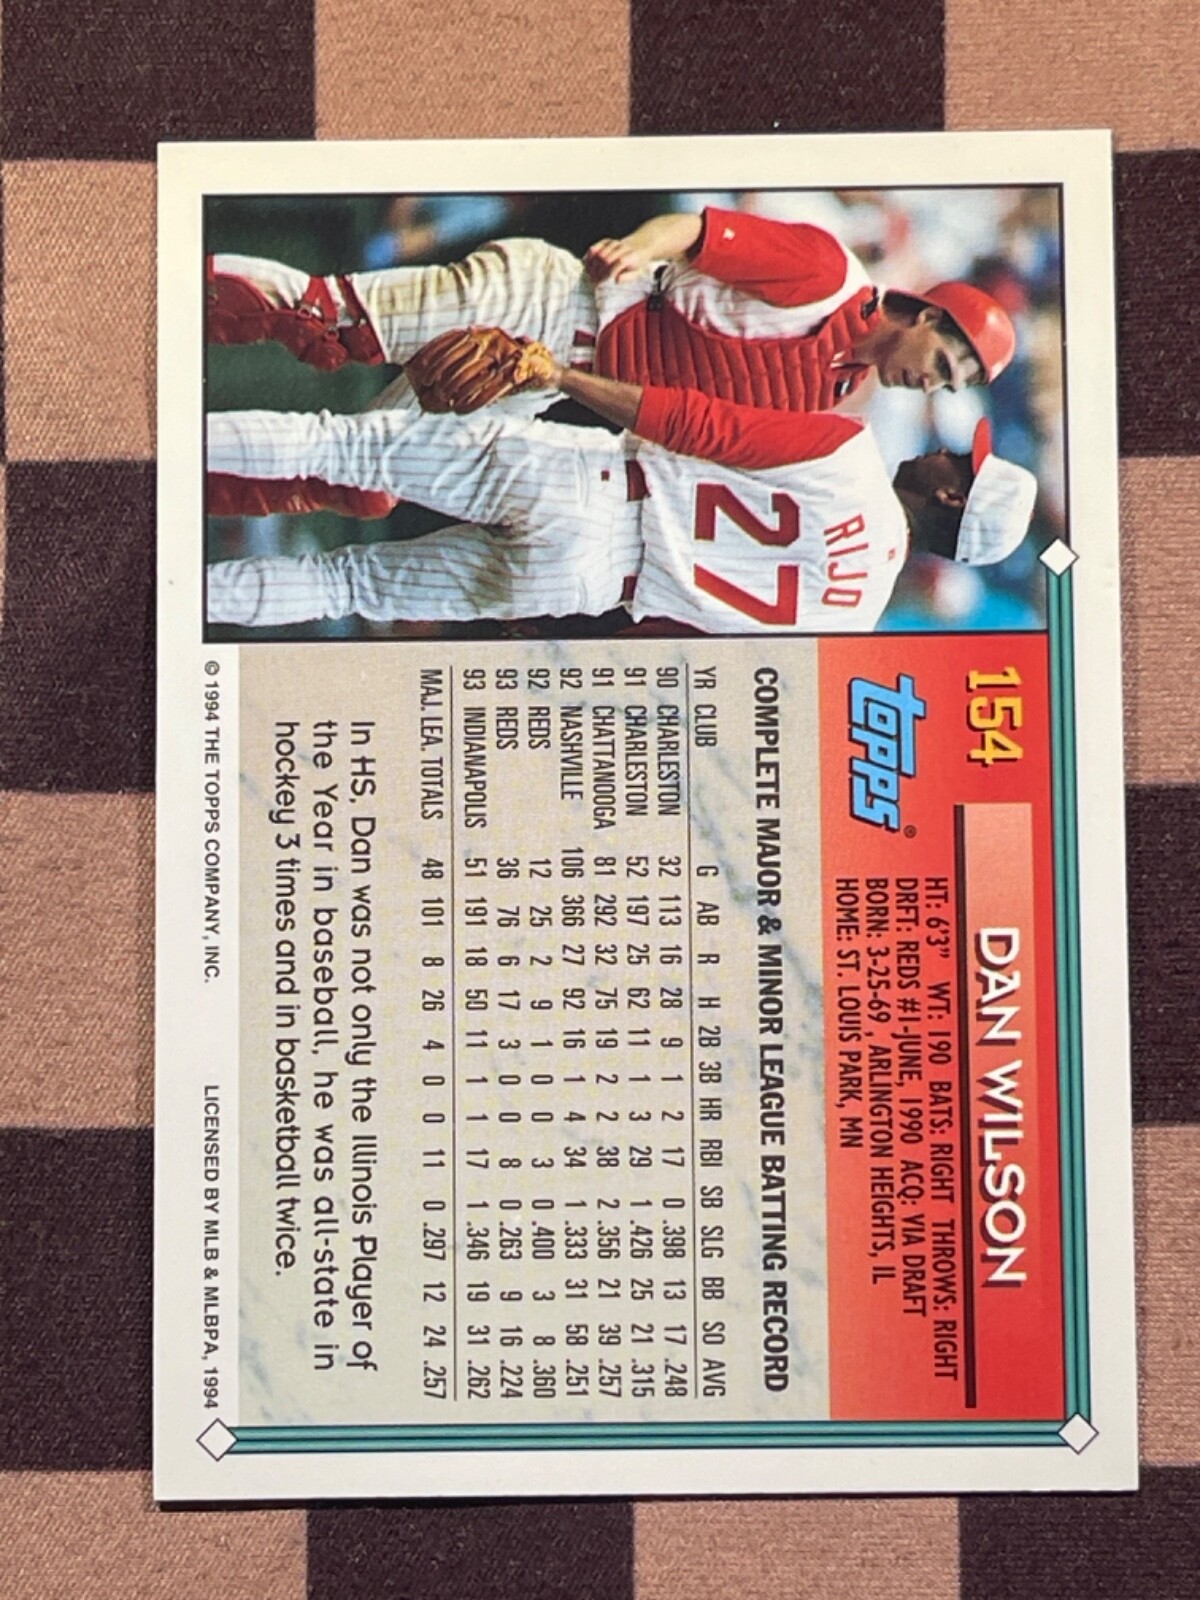 RIJO
27
154
DAN WILSON
topps®
HT: 6'3" WT: 190 BATS: RIGHT THROWS: RIGHT
DRFT: REDS #1-JUNE, 1990 ACQ: VIA DRAFT
BORN: 3-25-69, ARLINGTON HEIGHTS, IL
HOME: ST. LOUIS PARK, MN
COMPLETE MAJOR & MINOR LEAGUE BATTING RECORD
YR CLUB G AB R H 2B 3B HR RBI SB SLG BB SO AVG
90 CHARLESTON 32 113 16 28 9 1 2 17 0 .398 13 17 .248
91 CHARLESTON 52 197 25 62 11 1 3 29 1 .426 25 21 .315
91 CHATTANOOGA 81 292 32 75 19 2 2 38 2 .356 21 39 .257
92 NASHVILLE 106 366 27 92 16 1 4 34 1 .333 31 58 .251
92 REDS 12 25 2 9 1 0 0 3 0 .400 3 8 .360
93 REDS 36 76 6 17 3 0 0 8 0 .263 9 16 .224
93 INDIANAPOLIS 51 191 18 50 11 1 1 17 1 .346 19 31 .262
MAJ. LEA. TOTALS 48 101 8 26 4 0 0 11 0 .297 12 24 .257
In HS, Dan was not only the Illinois Player of
the Year in baseball, he was all-state in
hockey 3 times and in basketball twice.
© 1994 THE TOPPS COMPANY, INC. LICENSED BY MLB & MLBPA, 1994